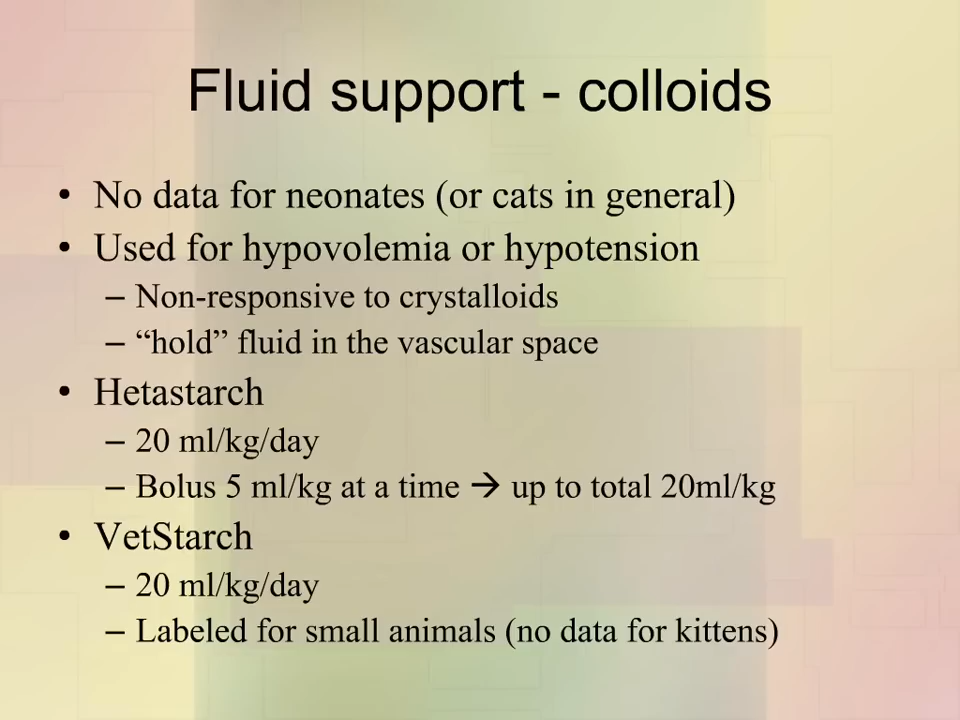 Fluid support - colloids
• No data for neonates (or cats in general)
• Used for hypovolemia or hypotension
– Non-responsive to crystalloids
– “hold” fluid in the vascular space
• Hetastarch
– 20 ml/kg/day
– Bolus 5 ml/kg at a time → up to total 20ml/kg
• VetStarch
– 20 ml/kg/day
– Labeled for small animals (no data for kittens)